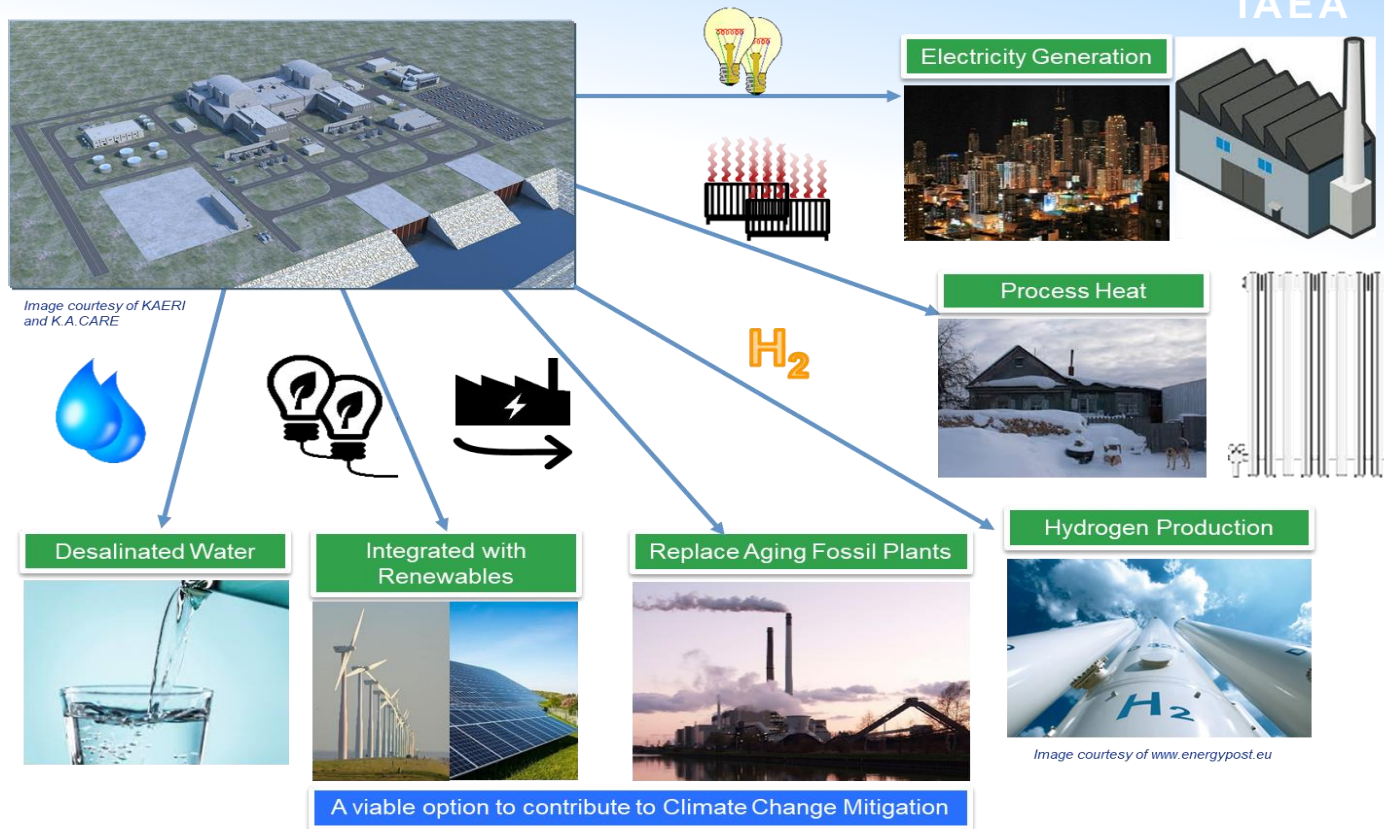 IAEA
Electricity Generation
Image courtesy of KAERI
and K.A.CARE
Process Heat
H2
Desalinated Water
Integrated with
Renewables
Replace Aging Fossil Plants
Hydrogen Production
H2
Image courtesy of www.energypost.eu
A viable option to contribute to Climate Change Mitigation